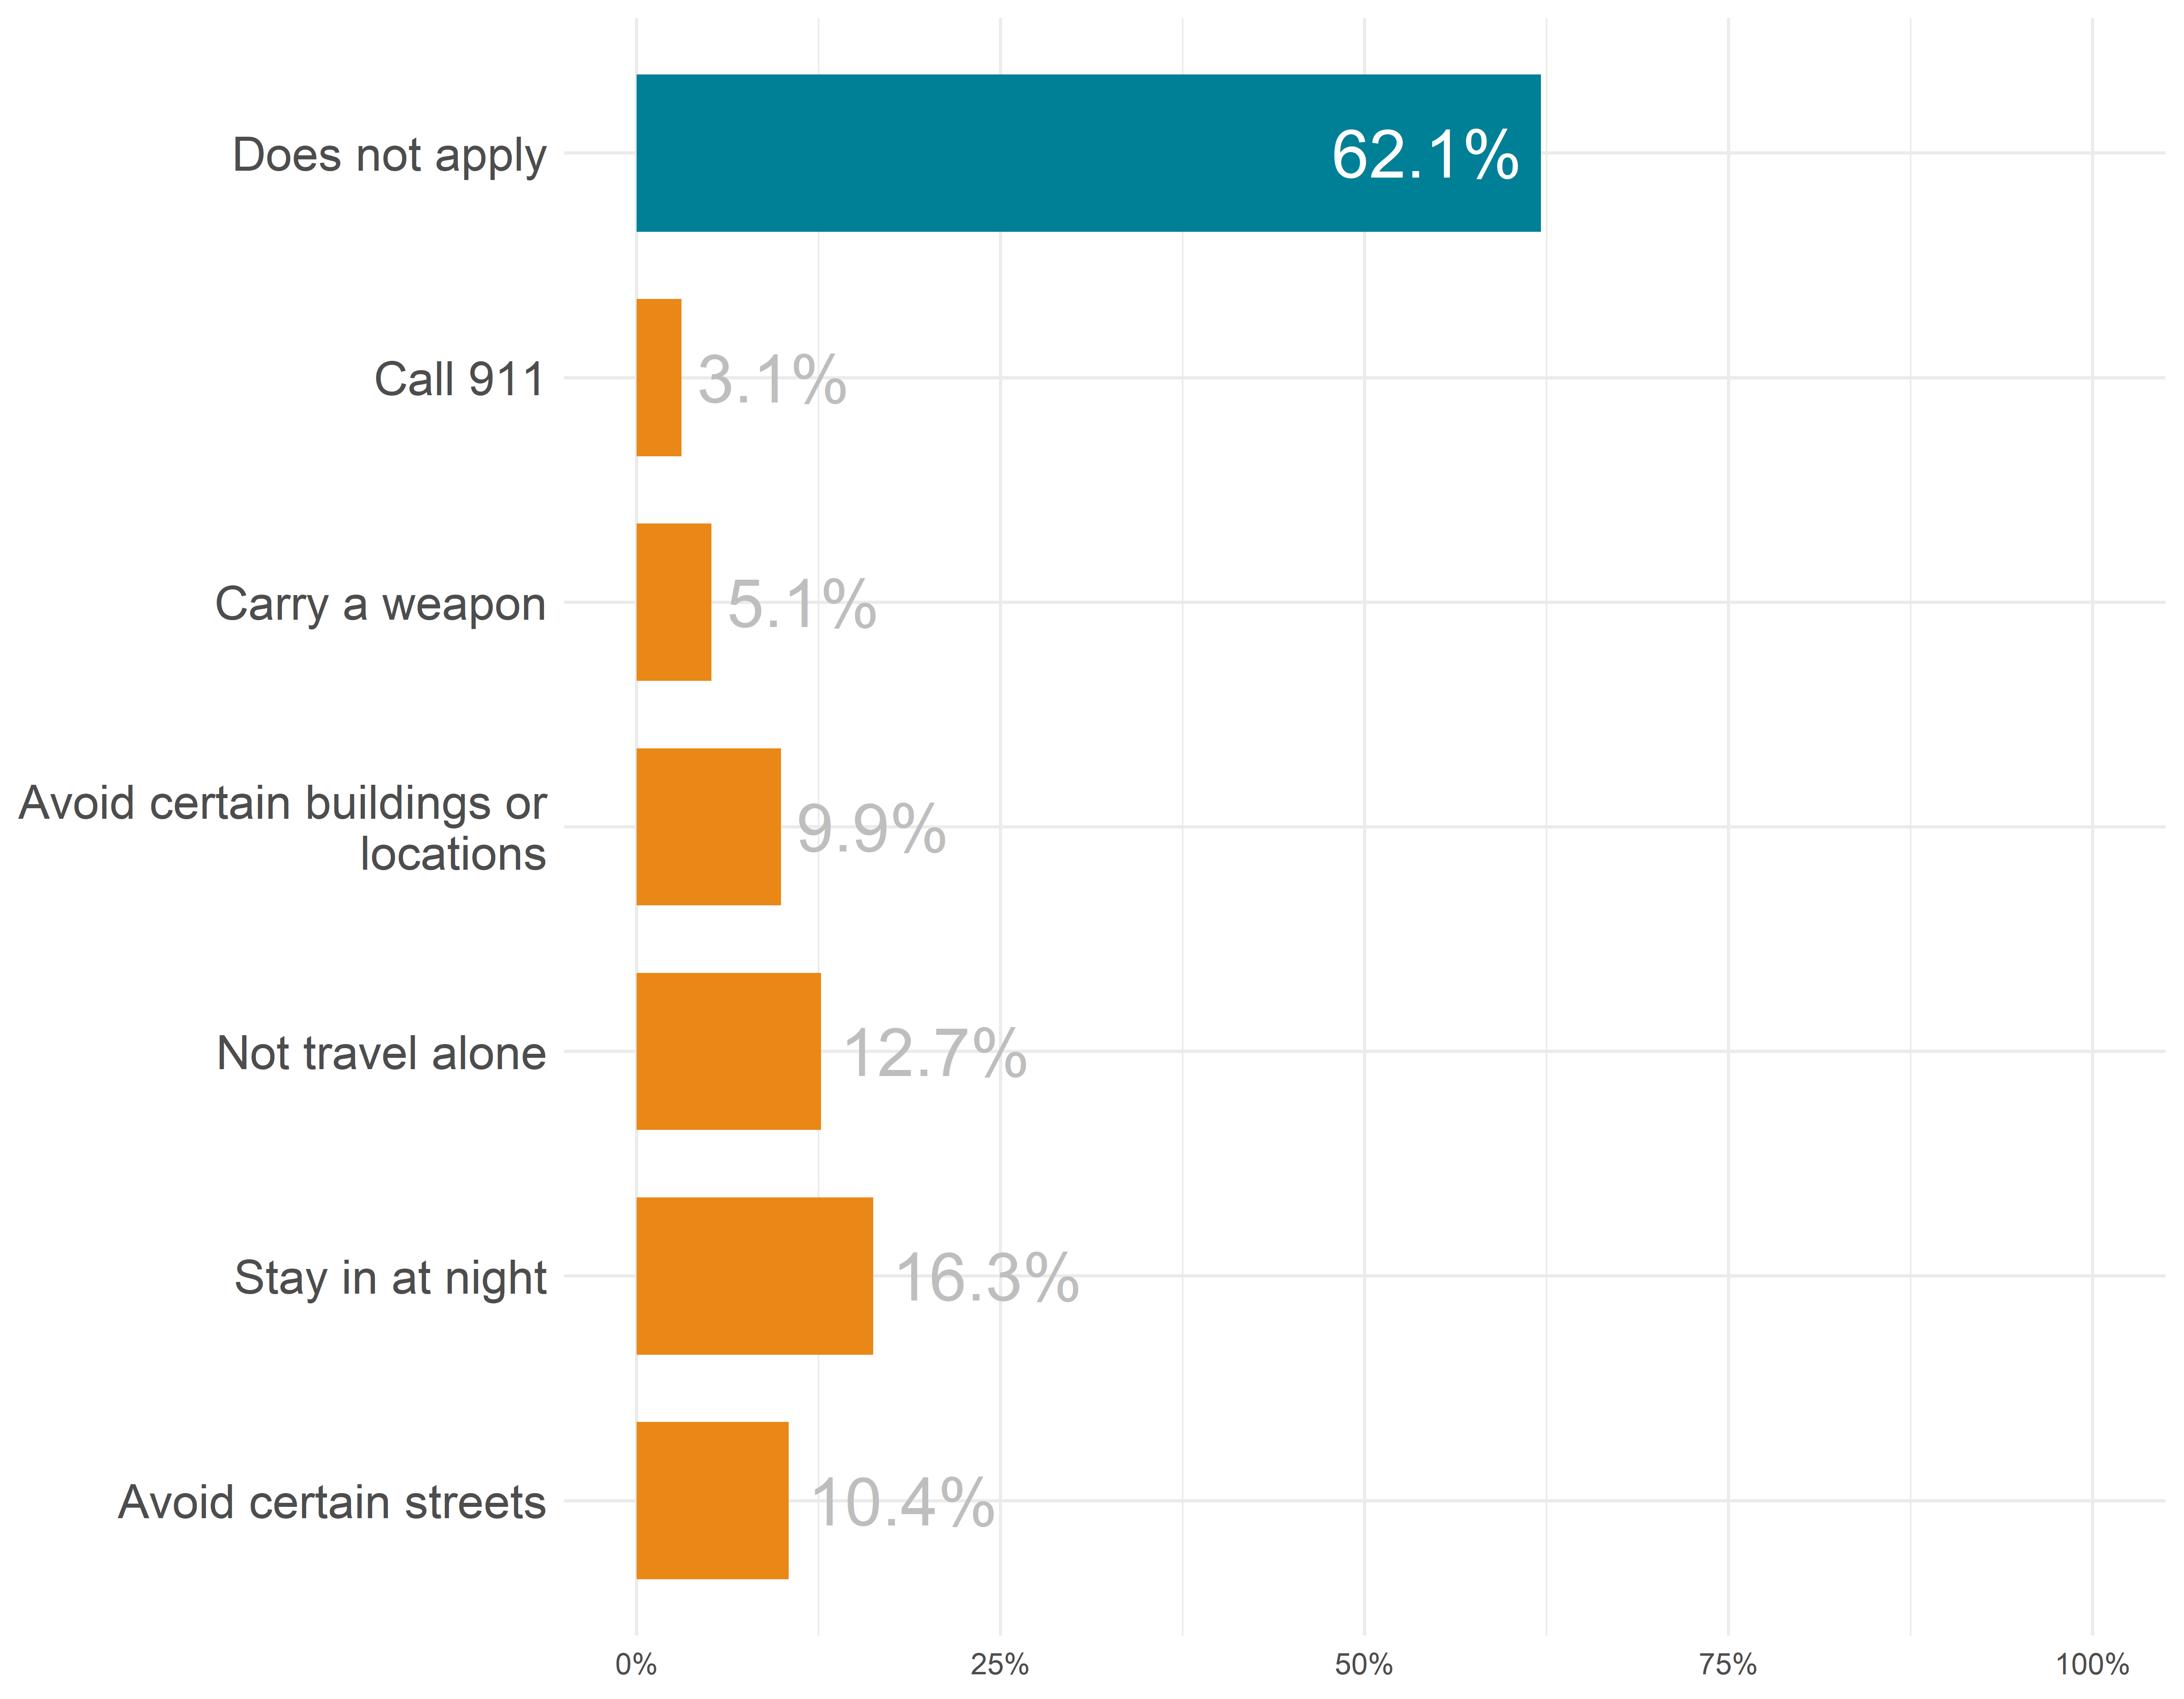 Does not apply
62.1%
Call 911
3.1%
Carry a weapon
5.1%
Avoid certain buildings or
locations
9.9%
Not travel alone
12.7%
Stay in at night
16.3%
Avoid certain streets
10.4%
0%
25%
50%
75%
100%